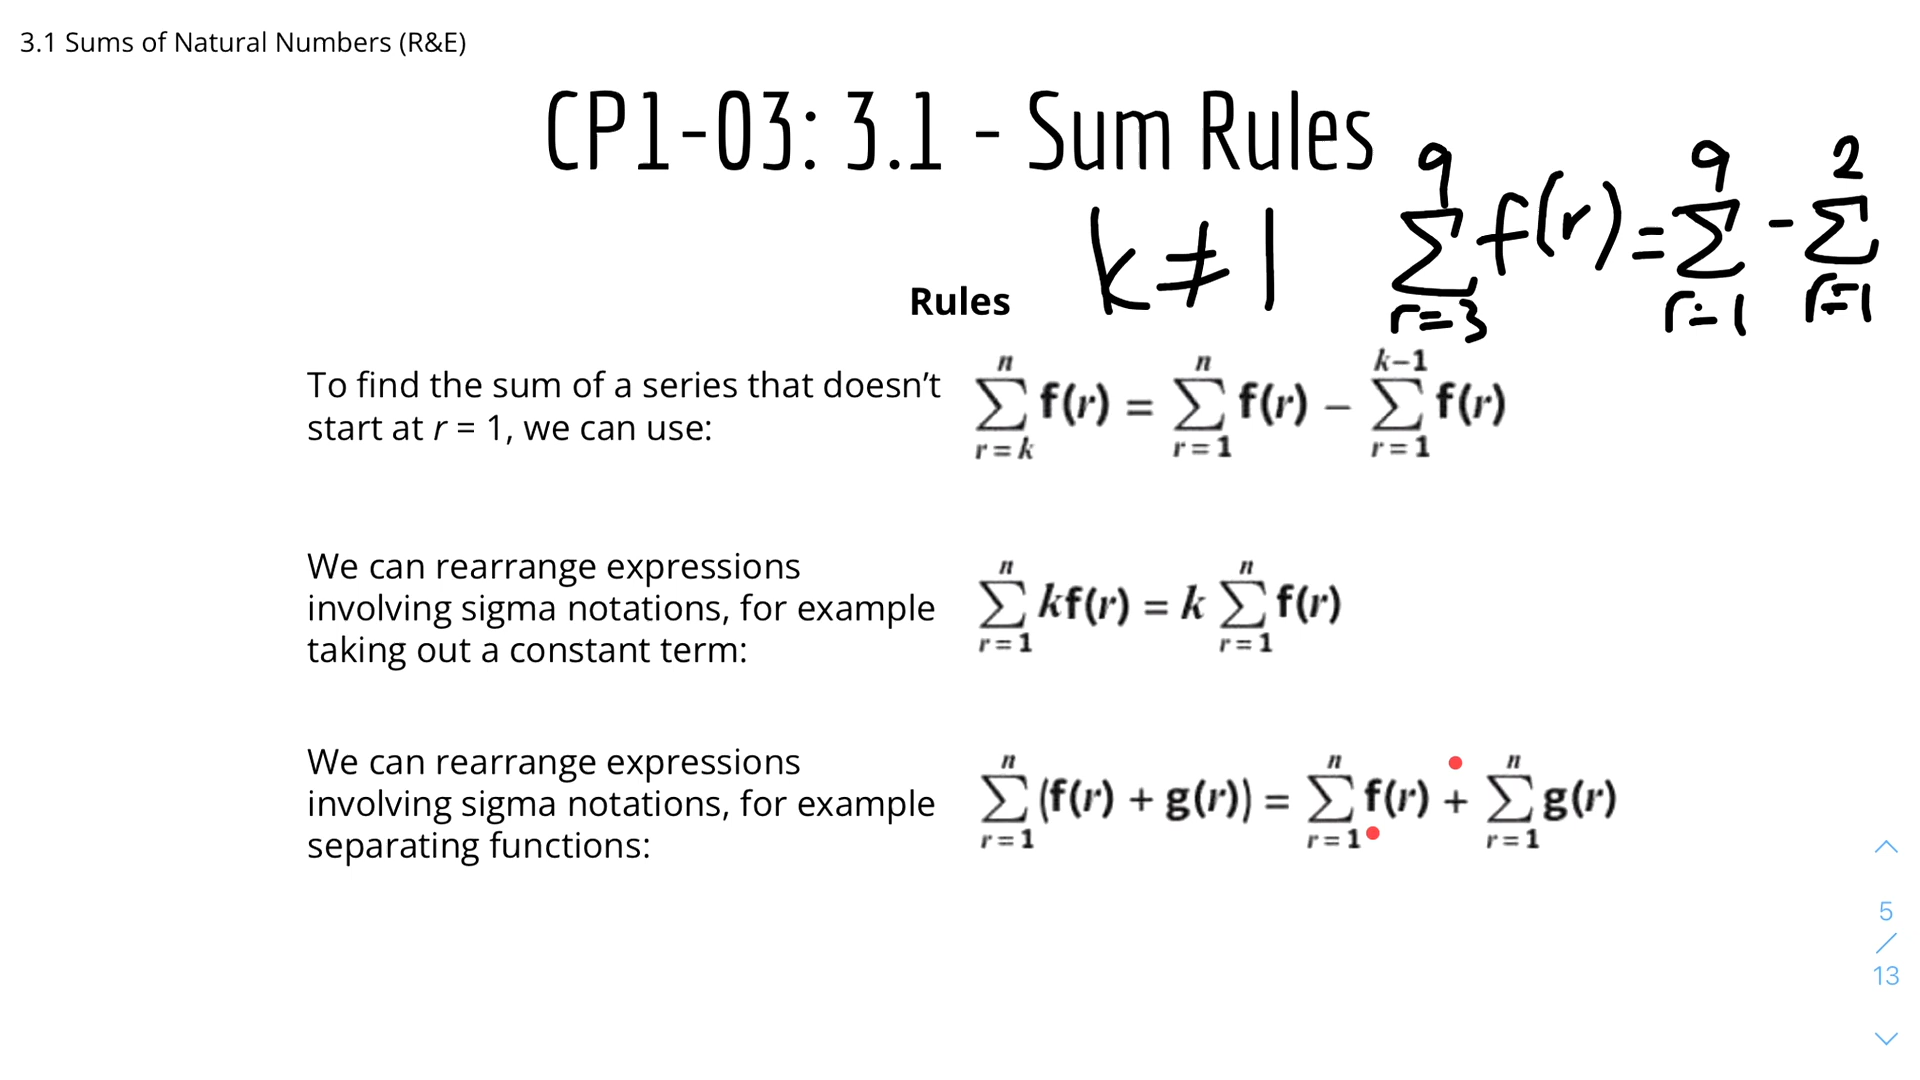 3.1 Sums of Natural Numbers (R&E)
CP1-03: 3.1 - Sum Rules
k ≠ 1
9 9 2
Σ f(r) = Σ - Σ
r=3 r=1 r=1
Rules
To find the sum of a series that doesn't
start at r = 1, we can use:
n n k−1
Σ f(r) = Σ f(r) − Σ f(r)
r=k r=1 r=1
We can rearrange expressions
involving sigma notations, for example
taking out a constant term:
n n
Σ kf(r) = k Σ f(r)
r=1 r=1
We can rearrange expressions
involving sigma notations, for example
separating functions:
n n n
Σ (f(r) + g(r)) = Σ f(r) + Σ g(r)
r=1 r=1 r=1
5
/
13